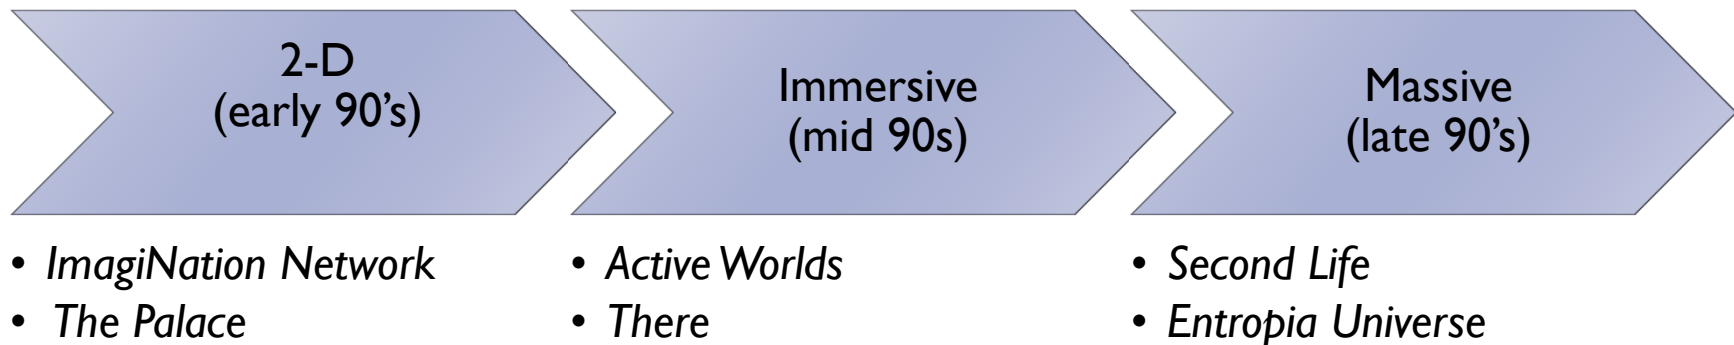 2-D
(early 90's)
Immersive
(mid 90s)
Massive
(late 90's)
• ImagiNation Network
• The Palace
• Active Worlds
• There
• Second Life
• Entropia Universe